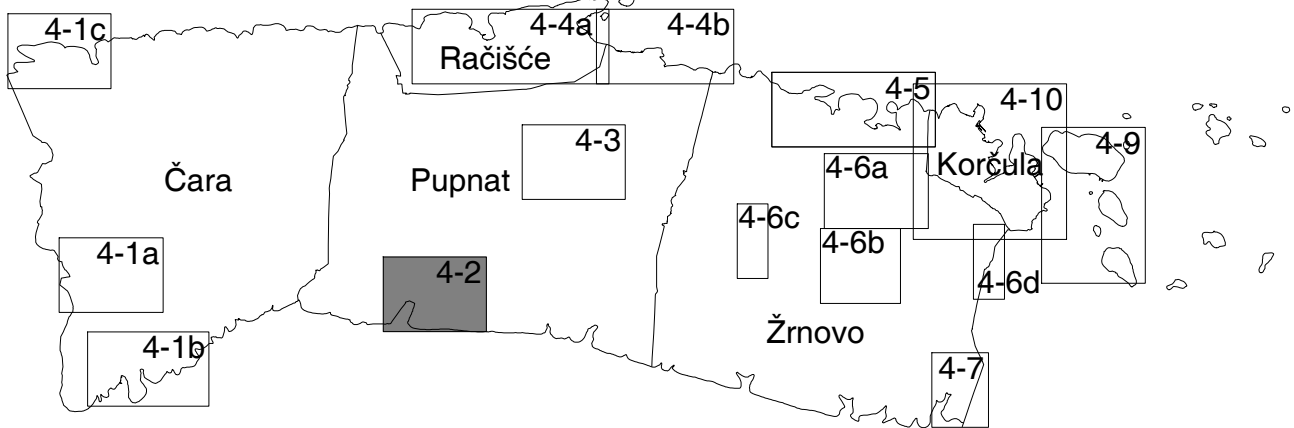 4-1c
4-4a
4-4b
Račišće
4-5
4-10
4-3
4-9
Čara
Pupnat
4-6a
Korčula
4-6c
4-1a
4-6b
4-2
4-6d
Žrnovo
4-1b
4-7